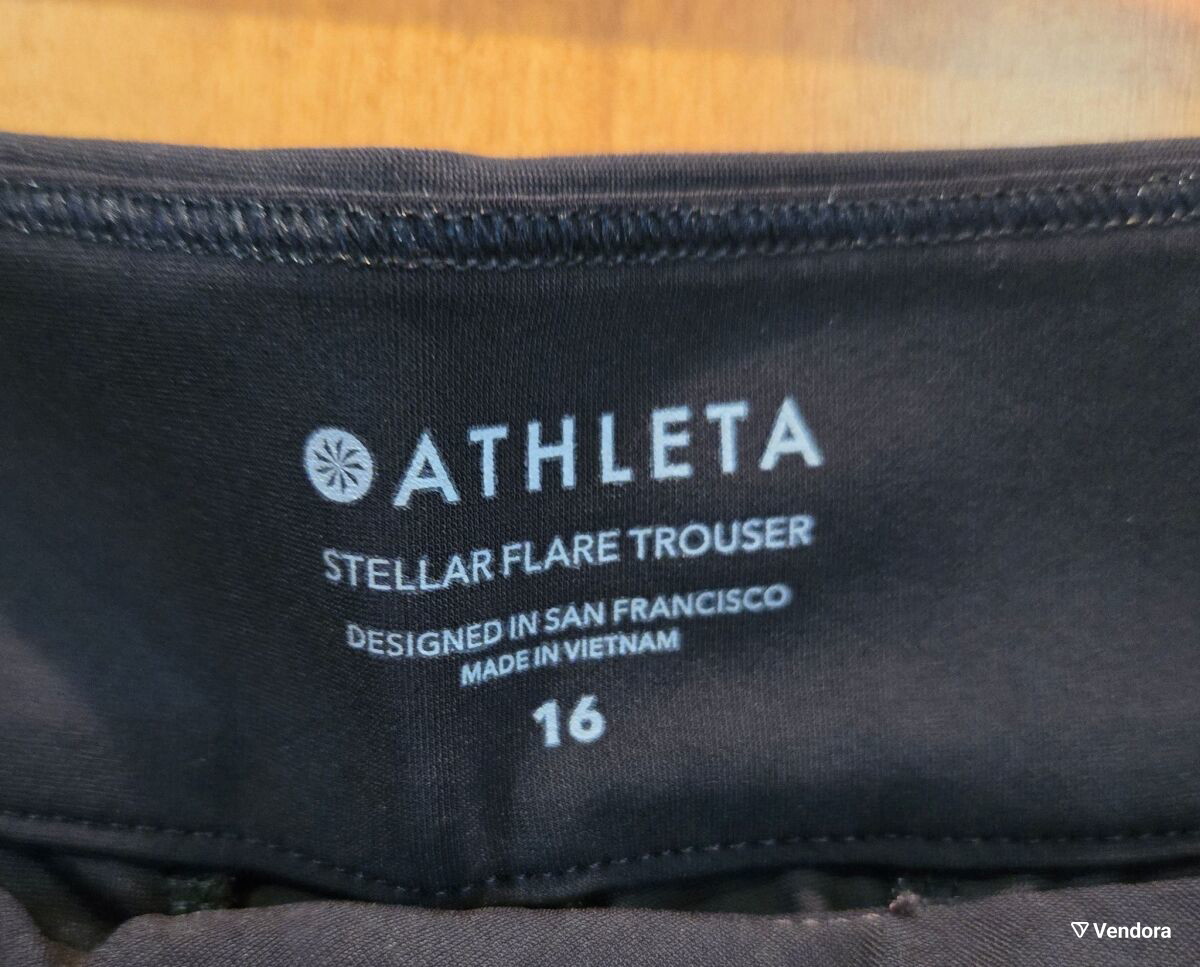 ATHLETA
STELLAR FLARE TROUSER
DESIGNED IN SAN FRANCISCO
MADE IN VIETNAM
16
Vendora